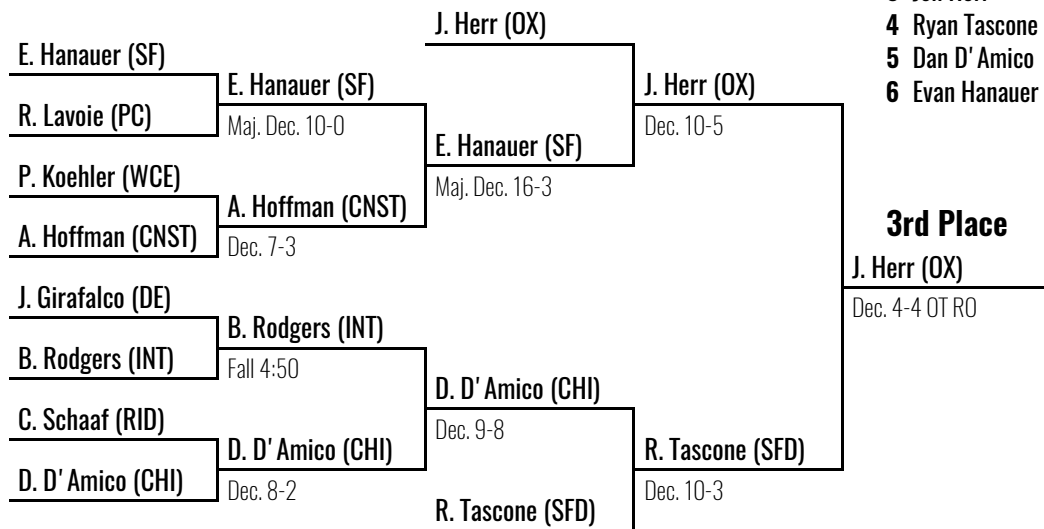 J. Herr (OX)
4 Ryan Tascone
5 Dan D'Amico
6 Evan Hanauer
E. Hanauer (SF)
R. Lavoie (PC)
E. Hanauer (SF)
Maj. Dec. 10-0
J. Herr (OX)
Dec. 10-5
E. Hanauer (SF)
Maj. Dec. 16-3
P. Koehler (WCE)
A. Hoffman (CNST)
A. Hoffman (CNST)
Dec. 7-3
3rd Place
J. Herr (OX)
Dec. 4-4 OT RO
J. Girafalco (DE)
B. Rodgers (INT)
B. Rodgers (INT)
Fall 4:50
D. D'Amico (CHI)
Dec. 9-8
C. Schaaf (RID)
D. D'Amico (CHI)
D. D'Amico (CHI)
Dec. 8-2
R. Tascone (SFD)
Dec. 10-3
R. Tascone (SFD)